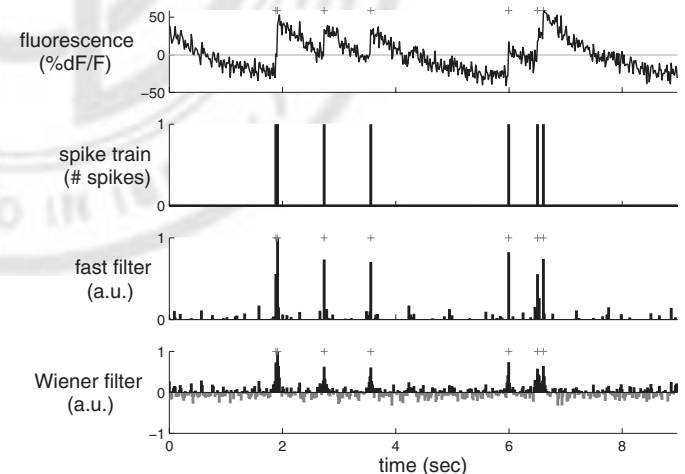 50
0
−50
fluorescence
(%dF/F)
1
0
spike train
(# spikes)
1
0
fast filter
(a.u.)
1
0
−1
Wiener filter
(a.u.)
0 2 4 6 8
time (sec)